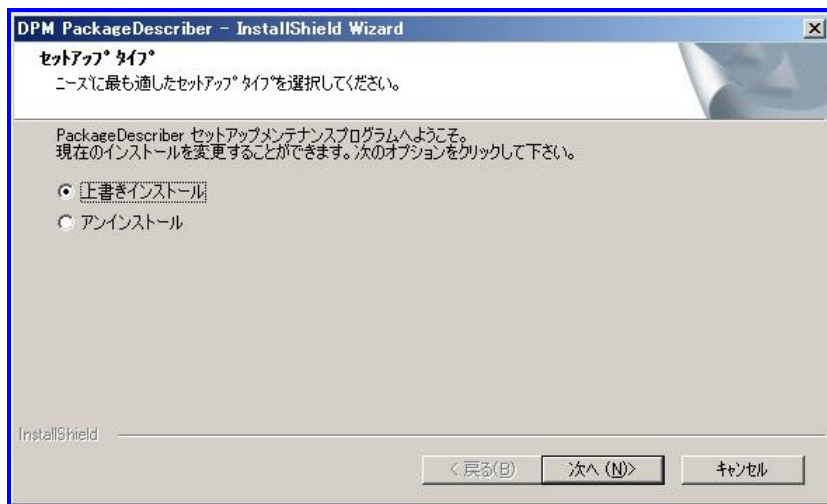 DPM PackageDescriber - InstallShield Wizard
セットアップ タイプ
ニーズに最も適したセットアップ タイプを選択してください。
PackageDescriber セットアップメンテナンスプログラムへようこそ。
現在のインストールを変更することができます。次のオプションをクリックして下さい。
上書きインストール
アンインストール
InstallShield
< 戻る(B)
次へ (N)>
キャンセル